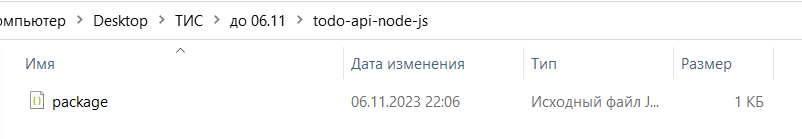 омпьютер > Desktop > ТИС > до 06.11 > todo-api-node-js
Имя Дата изменения Тип Размер
package 06.11.2023 22:06 Исходный файл J... 1 КБ